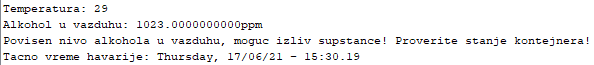 Temperatura: 29
Alkohol u vazduhu: 1023.0000000000ppm
Povisen nivo alkohola u vazduhu, moguc izliv supstance! Proverite stanje kontejnera!
Tacno vreme havarije: Thursday, 17/06/21 - 15:30.19